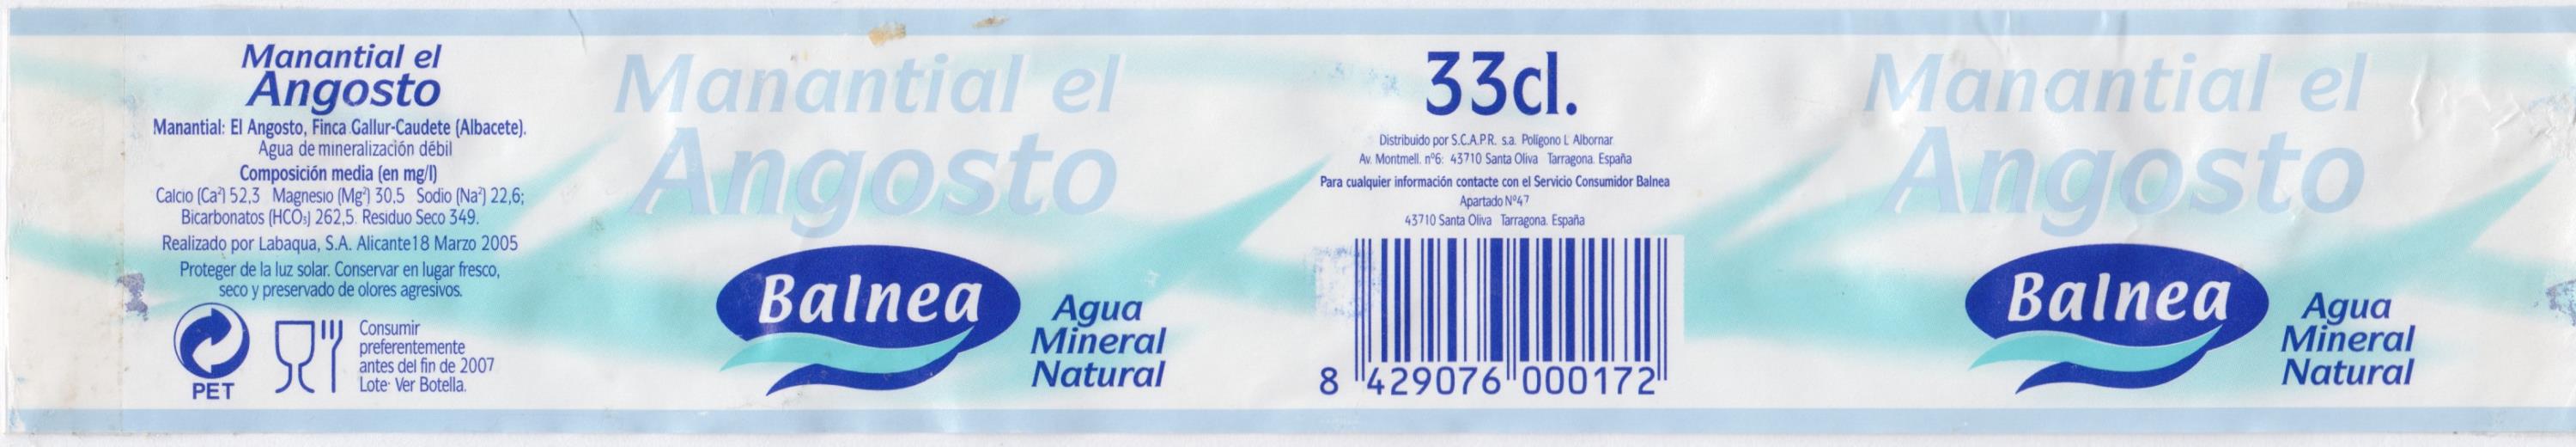 Manantial el
Angosto
Manantial: El Angosto, Finca Gallur-Caudete (Albacete).
Agua de mineralización débil
Composición media (en mg/l)
Calcio (Ca²) 52,3 Magnesio (Mg²) 30.5 Sodio (Na²) 22,6;
Bicarbonatos (HCO₃) 262,5. Residuo Seco 349.
Realizado por Labaqua, S.A. Alicante18 Marzo 2005
Proteger de la luz solar. Conservar en lugar fresco,
seco y preservado de olores agresivos.
PET
Consumir
preferentemente
antes del fin de 2007
Lote· Ver Botella.
Manantial el
Angosto
Balnea
Agua
Mineral
Natural
33cl.
Distribuido por S.C.A.P.R. s.a. Polígono L Albornar
Av. Montmell. nº6: 43710 Santa Oliva Tarragona. España
Para cualquier información contacte con el Servicio Consumidor Balnea
Apartado Nº47
43710 Santa Oliva Tarragona. España
8 429076 000172
Manantial el
Angosto
Balnea
Agua
Mineral
Natural